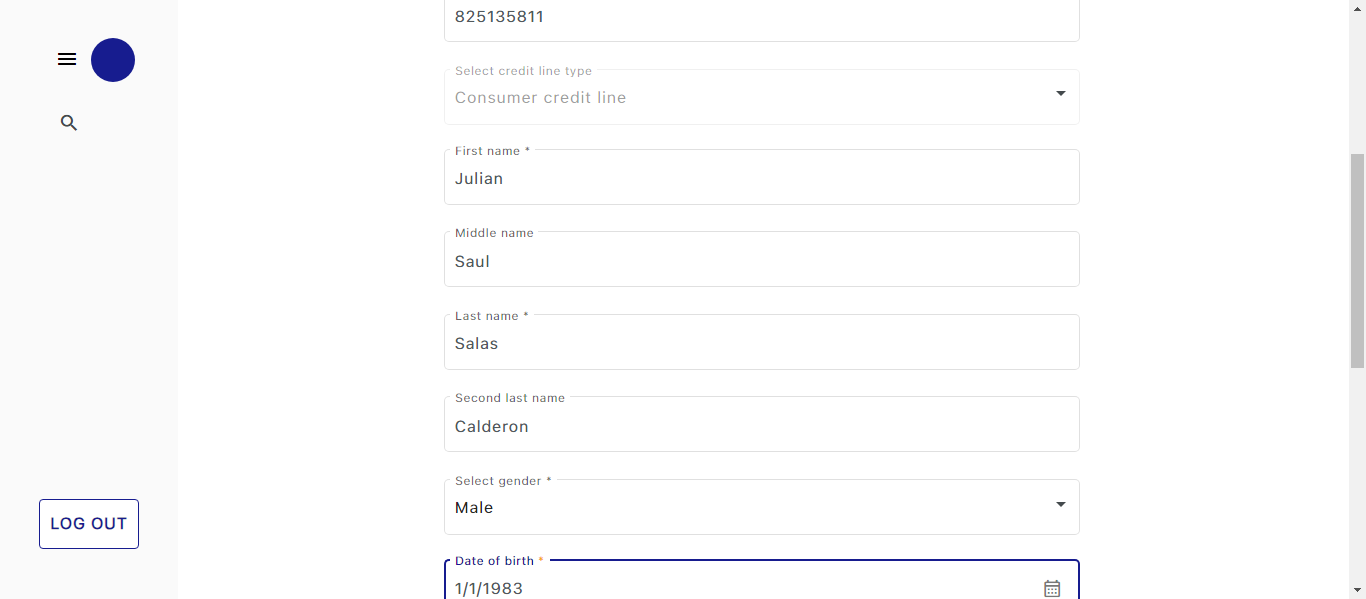 825135811
Select credit line type
Consumer credit line
First name *
Julian
Middle name
Saul
Last name *
Salas
Second last name
Calderon
Select gender *
Male
LOG OUT
Date of birth *
1/1/1983